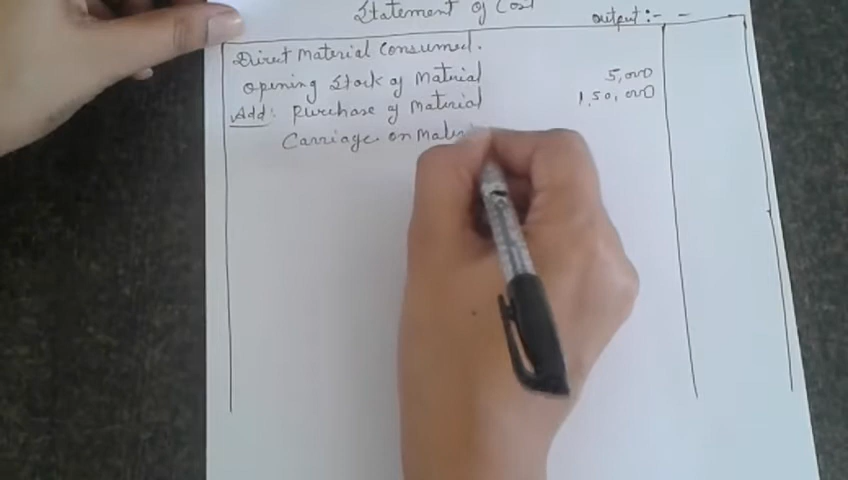 Statement of Cost
output :- -
Direct Material Consumed.
Opening Stock of Material 5,000
Add: Purchase of Material 1,50,000
Carriage on